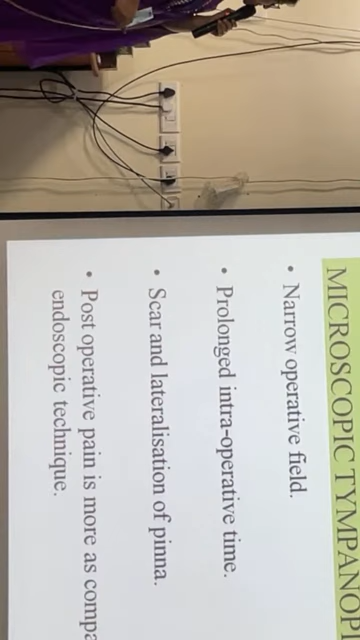 MICROSCOPIC TYMPANOP
• Narrow operative field.
• Prolonged intra-operative time.
• Scar and lateralisation of pinna.
• Post operative pain is more as compa
endoscopic technique.